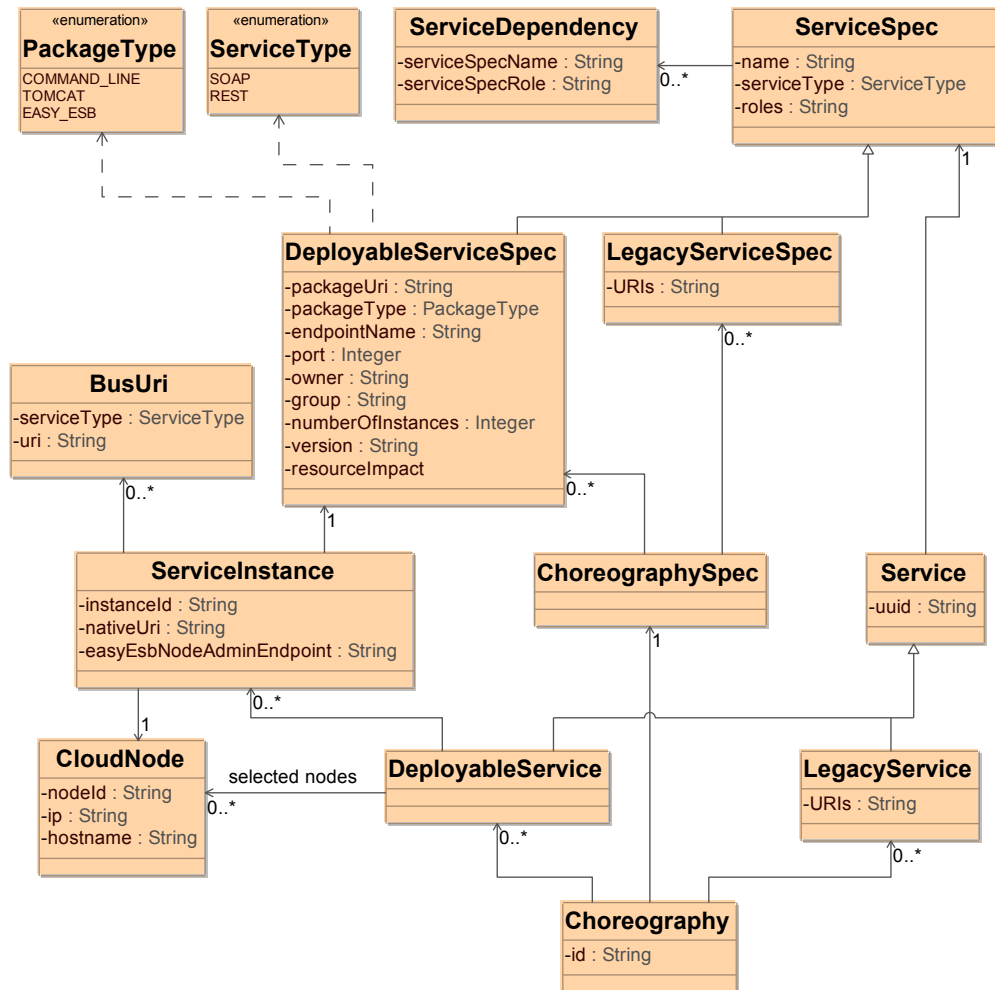 «enumeration»
PackageType
COMMAND_LINE
TOMCAT
EASY_ESB
«enumeration»
ServiceType
SOAP
REST
ServiceDependency
-serviceSpecName : String
-serviceSpecRole : String
0..*
ServiceSpec
-name : String
-serviceType : ServiceType
-roles : String
1
DeployableServiceSpec
-packageUri : String
-packageType : PackageType
-endpointName : String
-port : Integer
-owner : String
-group : String
-numberOfInstances : Integer
-version : String
-resourceImpact
0..*
1
LegacyServiceSpec
-URIs : String
0..*
BusUri
-serviceType : ServiceType
-uri : String
0..*
ServiceInstance
-instanceId : String
-nativeUri : String
-easyEsbNodeAdminEndpoint : String
0..*
1
ChoreographySpec
1
Service
-uuid : String
CloudNode
-nodeId : String
-ip : String
-hostname : String
selected nodes
0..*
DeployableService
0..*
LegacyService
-URIs : String
0..*
Choreography
-id : String